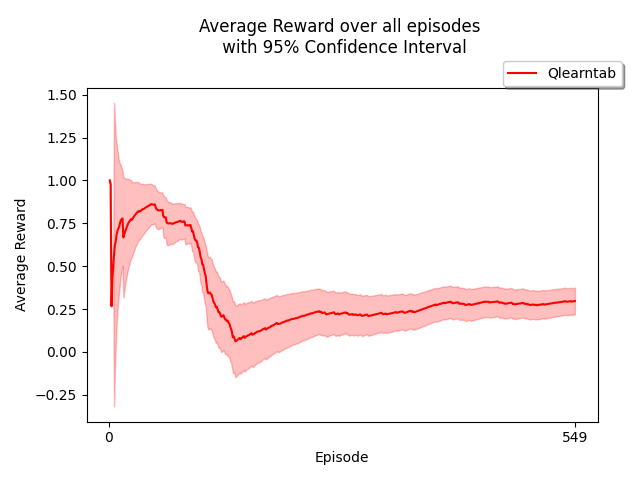 Average Reward over all episodes
with 95% Confidence Interval
Qlearntab
1.50
1.25
1.00
0.75
0.50
0.25
0.00
−0.25
Average Reward
0 549
Episode